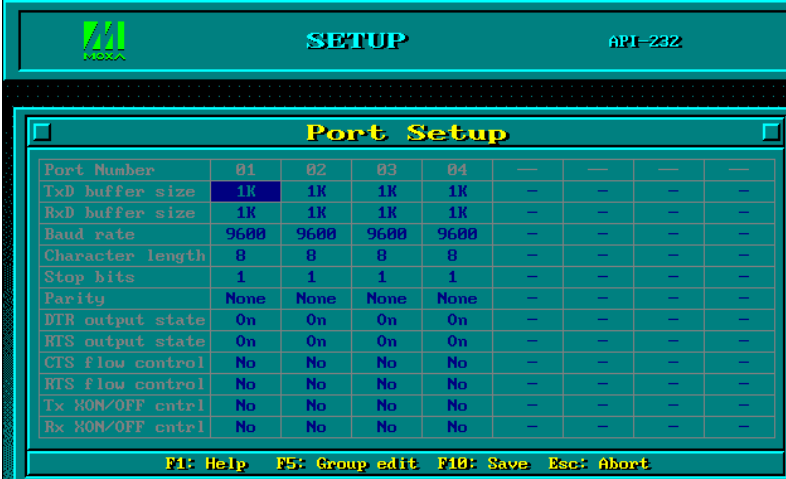 MOXA SETUP API-232
Port Setup
Port Number 01 02 03 04 — — — —
TxD buffer size 1K 1K 1K 1K - - - -
RxD buffer size 1K 1K 1K 1K - - - -
Baud rate 9600 9600 9600 9600 - - - -
Character length 8 8 8 8 - - - -
Stop bits 1 1 1 1 - - - -
Parity None None None None - - - -
DTR output state On On On On - - - -
RTS output state On On On On - - - -
CTS flow control No No No No - - - -
RTS flow control No No No No - - - -
Tx XON/OFF cntrl No No No No - - - -
Rx XON/OFF cntrl No No No No - - - -
F1: Help F5: Group edit F10: Save Esc: Abort